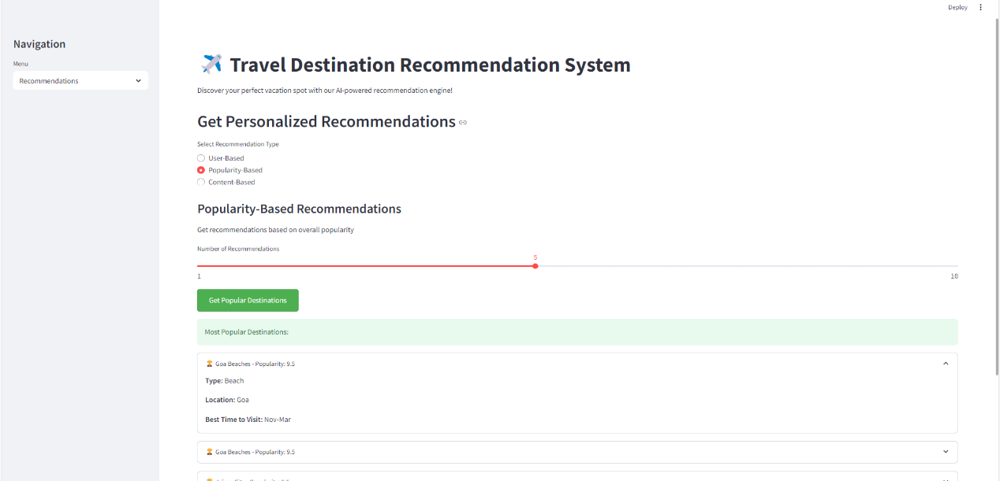 Deploy
Navigation
Menu
Recommendations
Travel Destination Recommendation System
Discover your perfect vacation spot with our AI-powered recommendation engine!
Get Personalized Recommendations
Select Recommendation Type
User-Based
Popularity-Based
Content-Based
Popularity-Based Recommendations
Get recommendations based on overall popularity
Number of Recommendations
5
1
10
Get Popular Destinations
Most Popular Destinations:
Goa Beaches - Popularity: 9.5
Type: Beach
Location: Goa
Best Time to Visit: Nov-Mar
Goa Beaches - Popularity: 9.5